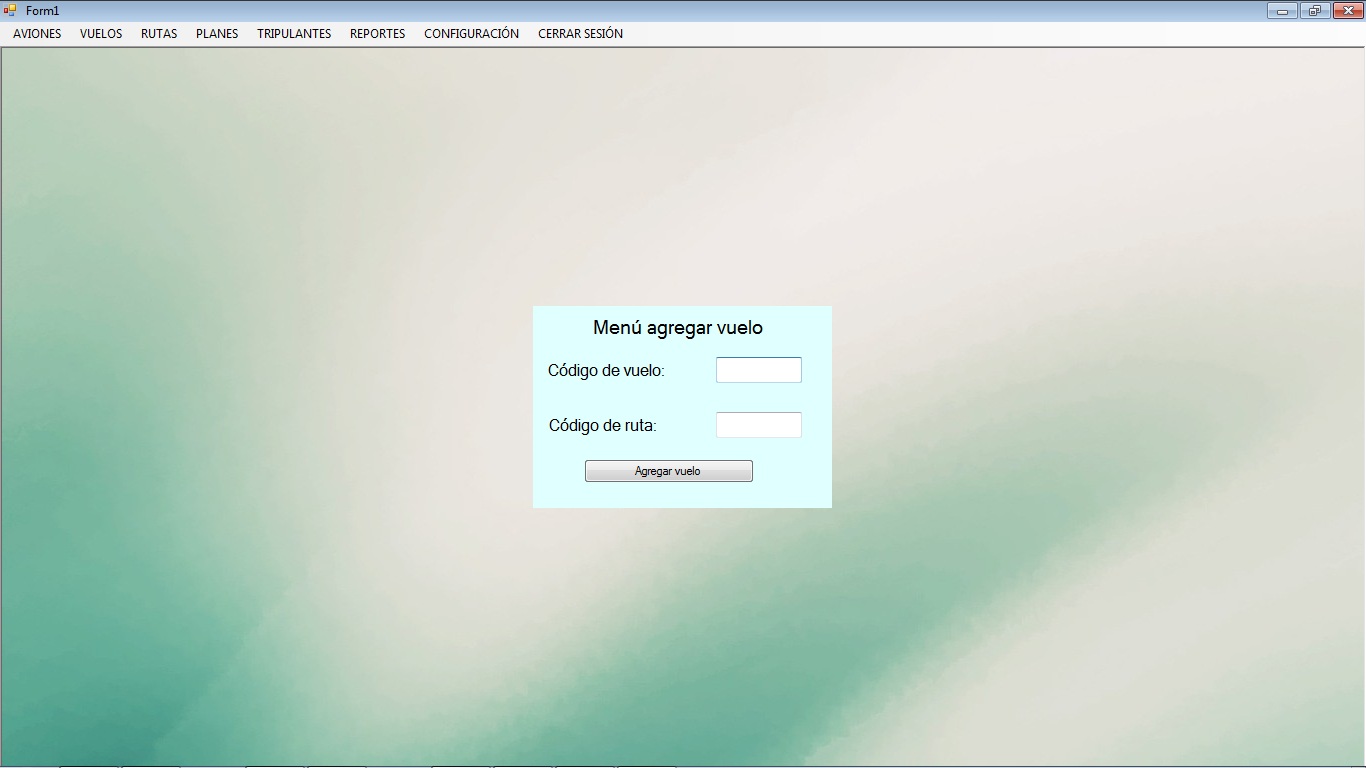 Form1
AVIONES VUELOS RUTAS PLANES TRIPULANTES REPORTES CONFIGURACIÓN CERRAR SESIÓN
Menú agregar vuelo
Código de vuelo:
Código de ruta:
Agregar vuelo